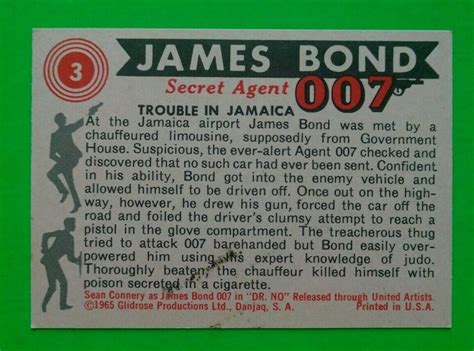 3
JAMES BOND
Secret Agent 007
TROUBLE IN JAMAICA
At the Jamaica airport James Bond was met by a
chauffeured limousine, supposedly from Government
House. Suspicious, the ever-alert Agent 007 checked and
discovered that no such car had ever been sent. Confident
in his ability, Bond got into the enemy vehicle and
allowed himself to be driven off. Once out on the high-
way, however, he drew his gun, forced the car off the
road and foiled the driver's clumsy attempt to reach a
pistol in the glove compartment. The treacherous thug
tried to attack 007 barehanded but Bond easily over-
powered him using his expert knowledge of judo.
Thoroughly beaten, the chauffeur killed himself with
poison secreted in a cigarette.
Sean Connery as James Bond 007 in "DR. NO" Released through United Artists.
©1965 Glidrose Productions Ltd., Danjaq, S. A. Printed in U.S.A.